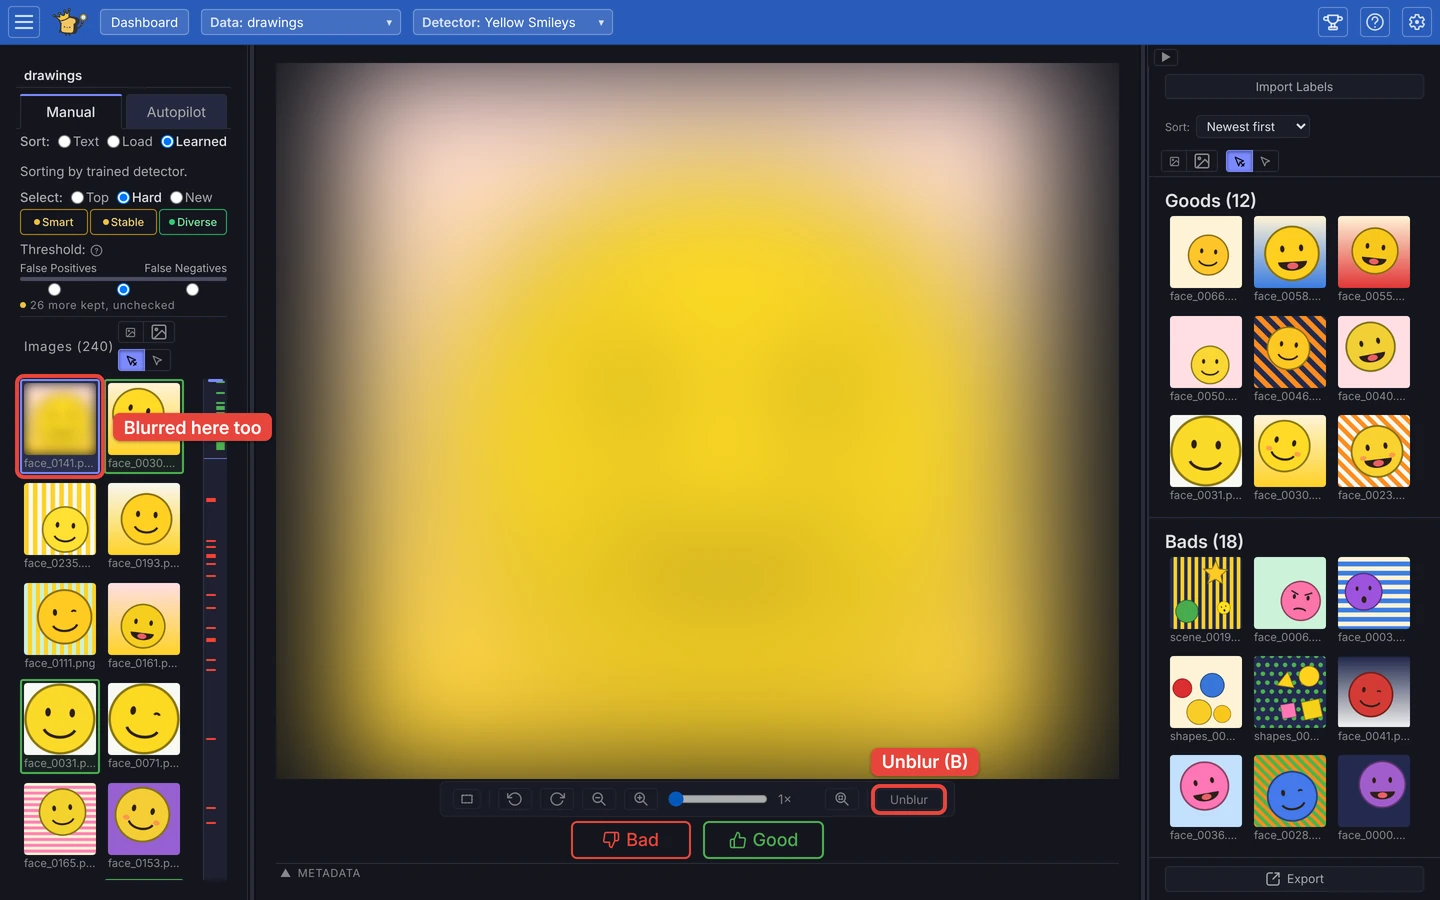 Dashboard
Data: drawings
Detector: Yellow Smileys
drawings
Manual
Autopilot
Sort: Text Load Learned
Sorting by trained detector.
Select: Top Hard New
Smart
Stable
Diverse
Threshold:
False Positives
False Negatives
26 more kept, unchecked
Images (240)
face_0141.p...
face_0030....
Blurred here too
face_0235....
face_0193.p...
face_0111.png
face_0161.p...
face_0031.p...
face_0071.p...
face_0165.p...
face_0153.p...
Unblur (B)
1×
Unblur
Bad
Good
METADATA
Import Labels
Sort: Newest first
Goods (12)
face_0066....
face_0058....
face_0055....
face_0050....
face_0046....
face_0040....
face_0031.p...
face_0030....
face_0023....
Bads (18)
scene_0019...
face_0006....
face_0003....
shapes_00...
shapes_00...
face_0041.p...
face_0036....
face_0028....
face_0000....
Export